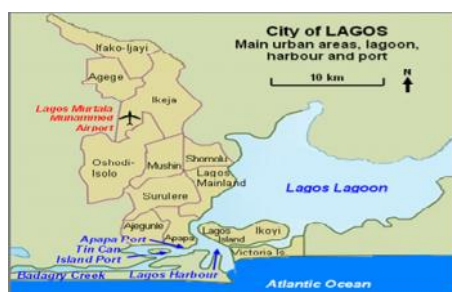 City of LAGOS
Main urban areas, lagoon,
harbour and port
10 km
N
Ifako-Ijayi
Agege
Ikeja
Lagos Murtala
Muhammed
Airport
Oshodi-
Isolo
Mushin
Shomolu
Lagos
Mainland
Surulere
Lagos Lagoon
Ajegunle
Apapa
Lagos
Island
Ikoyi
Victoria Is.
Apapa Port
Tin Can
Island Port
Badagry Creek
Lagos Harbour
Atlantic Ocean